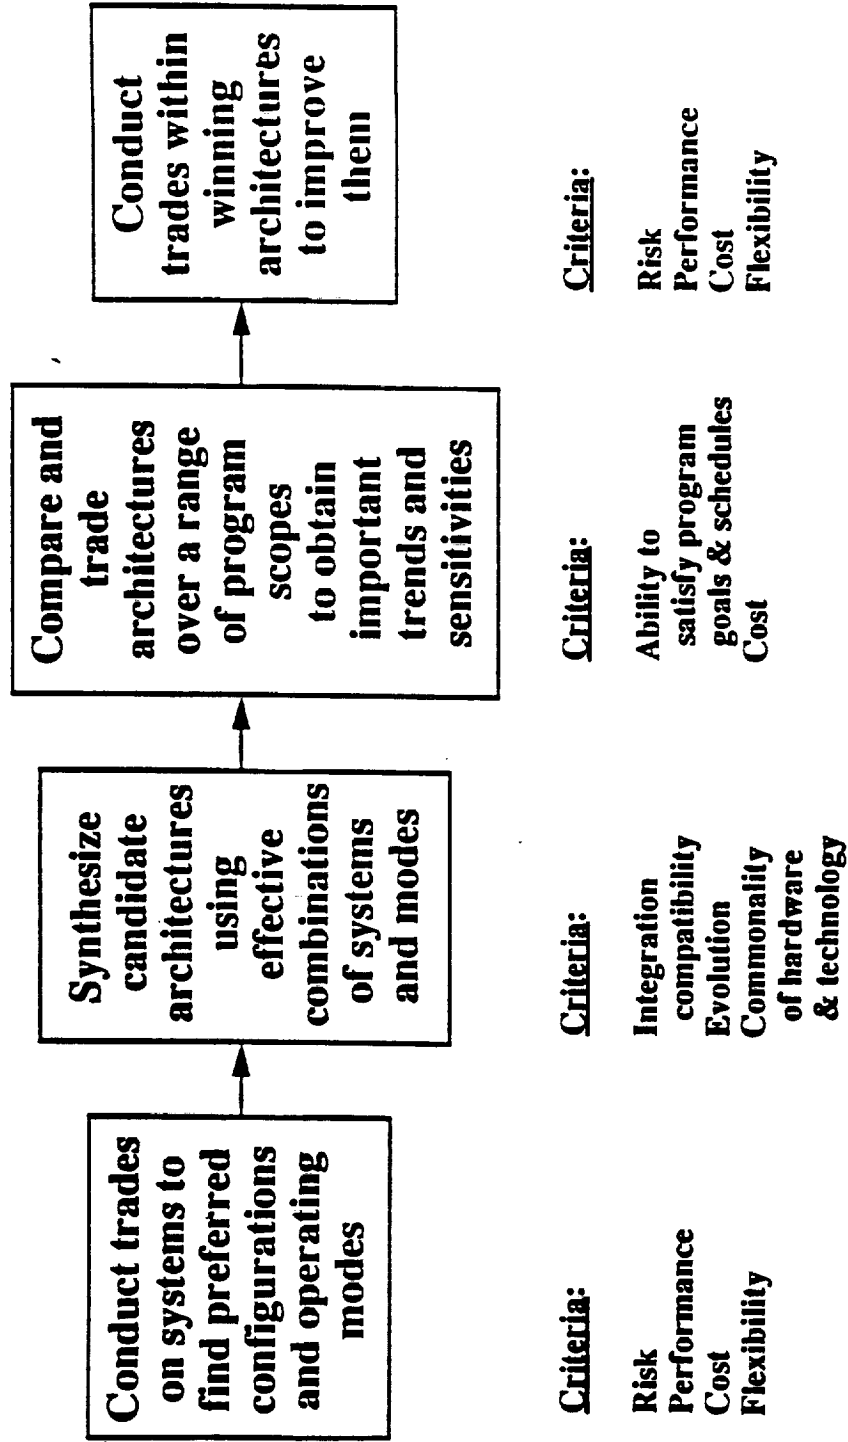 Conduct trades
on systems to
find preferred
configurations
and operating
modes
Synthesize
candidate
architectures
using
effective
combinations
of systems
and modes
Compare and
trade
architectures
over a range
of program
scopes
to obtain
important
trends and
sensitivities
Conduct
trades within
winning
architectures
to improve
them
Criteria:
Risk
Performance
Cost
Flexibility
Criteria:
Integration
compatibility
Evolution
Commonality
of hardware
& technology
Criteria:
Ability to
satisfy program
goals & schedules
Cost
Criteria:
Risk
Performance
Cost
Flexibility